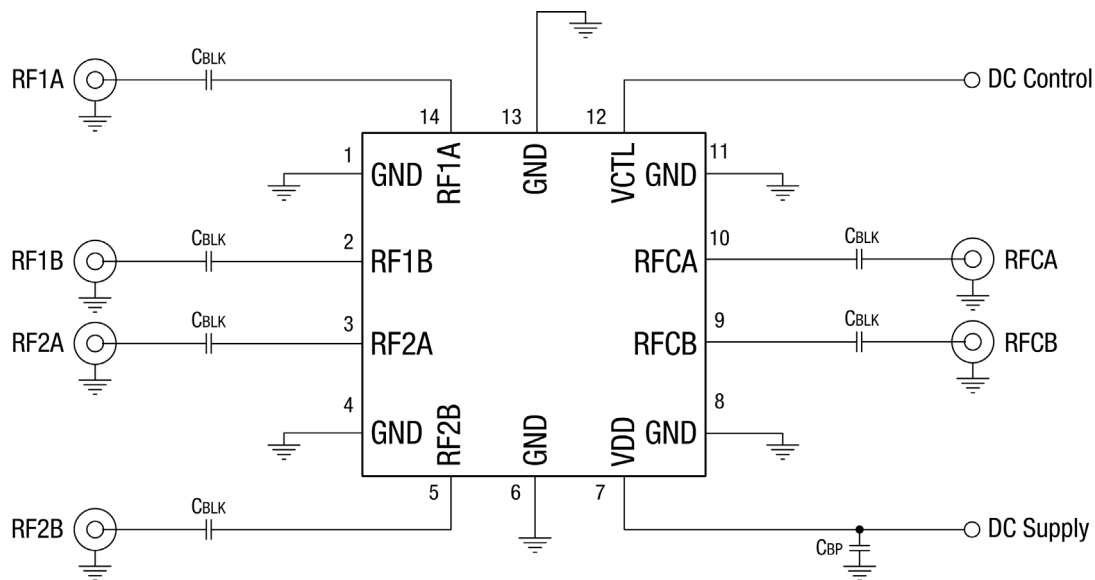 CBLK
RF1A
DC Control
14
13
12
1
GND
RF1A
GND
VCTL
GND
11
CBLK
RF1B
2
RF1B
RFCA
10
CBLK
RFCA
CBLK
RF2A
3
RF2A
RFCB
9
CBLK
RFCB
4
GND
RF2B
GND
VDD
GND
8
5
6
7
CBLK
RF2B
CBP
DC Supply